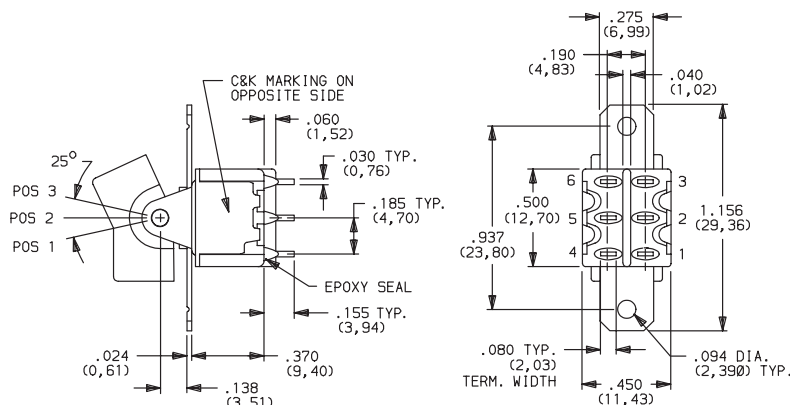 C&K MARKING ON
OPPOSITE SIDE
.060
(1,52)
.030 TYP.
(0,76)
25°
POS 3
POS 2
POS 1
.185 TYP.
(4,70)
EPOXY SEAL
.155 TYP.
(3,94)
.024
(0,61)
.370
(9,40)
.138
(3,51)
.275
(6,99)
.190
(4,83)
.040
(1,02)
6
3
.500
(12,70)
5
2
1.156
(29,36)
.937
(23,80)
4
1
.080 TYP.
(2,03)
TERM. WIDTH
.094 DIA.
(2,390) TYP.
.450
(11,43)